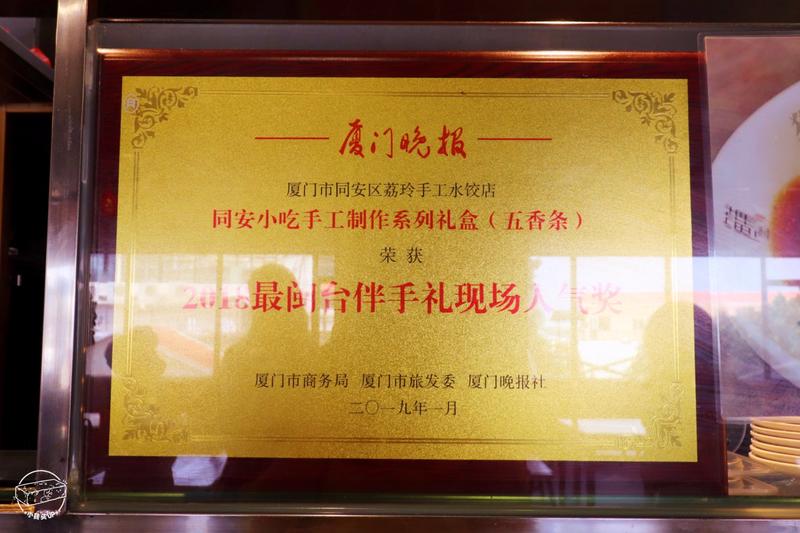 厦门晚报
厦门市同安区荔玲手工水饺店
同安小吃手工制作系列礼盒（五香条）
荣获
2018最闽台伴手礼现场人气奖
厦门市商务局 厦门市旅发委 厦门晚报社
二〇一九年一月